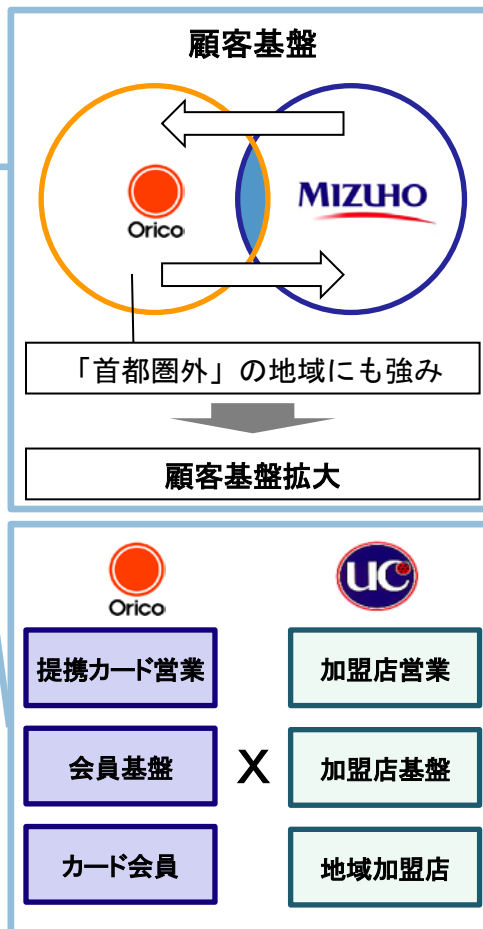 顧客基盤
Orico
MIZUHO
「首都圏外」の地域にも強み
顧客基盤拡大
Orico
UC
提携カード営業
加盟店営業
会員基盤
X
加盟店基盤
カード会員
地域加盟店